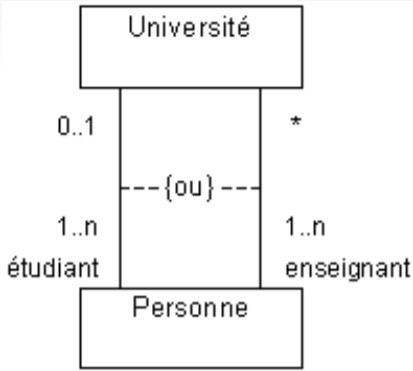 Université
0..1
*
---{ou}---
1..n
1..n
étudiant
enseignant
Personne